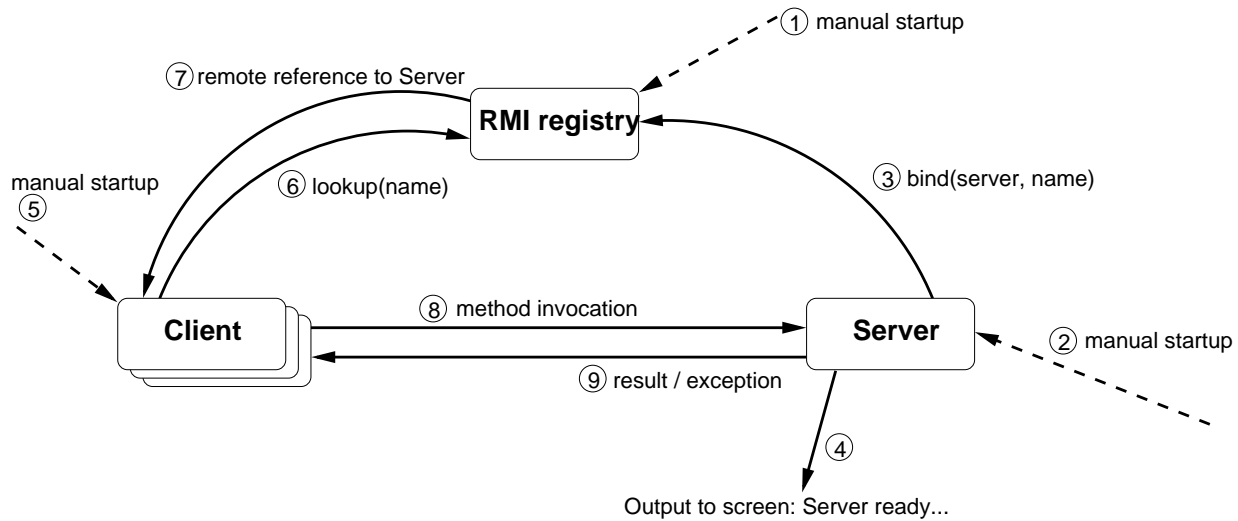 ① manual startup
⑦ remote reference to Server
RMI registry
⑥ lookup(name)
③ bind(server, name)
manual startup
⑤
⑧ method invocation
Client
Server
② manual startup
⑨ result / exception
④
Output to screen: Server ready...